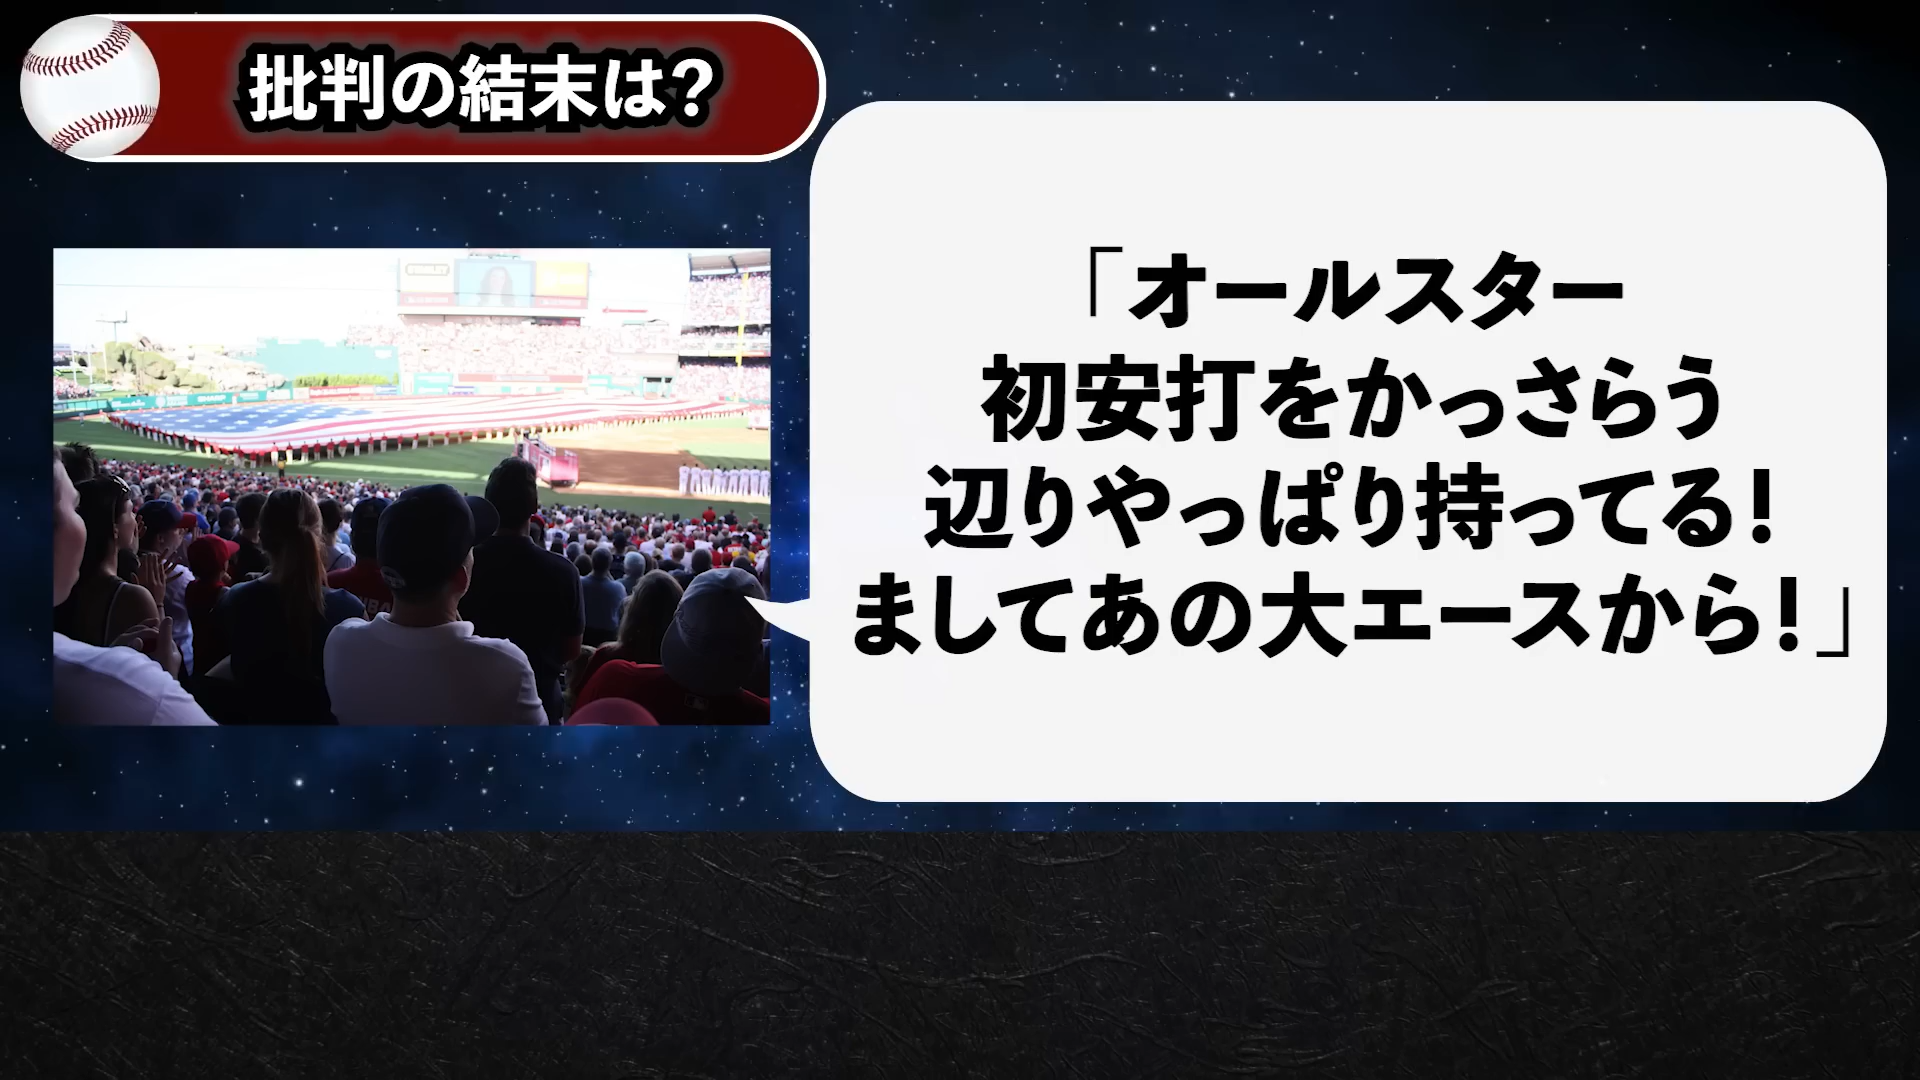 批判の結末は?
「オールスター
初安打をかっさらう
辺りやっぱり持ってる!
ましてあの大エースから!」